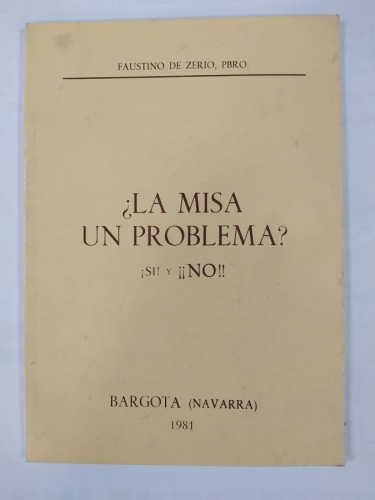 FAUSTINO DE ZERIO, PBRO.
¿LA MISA
UN PROBLEMA?
¡SI! Y ¡¡NO!!
BARGOTA (NAVARRA)
1981